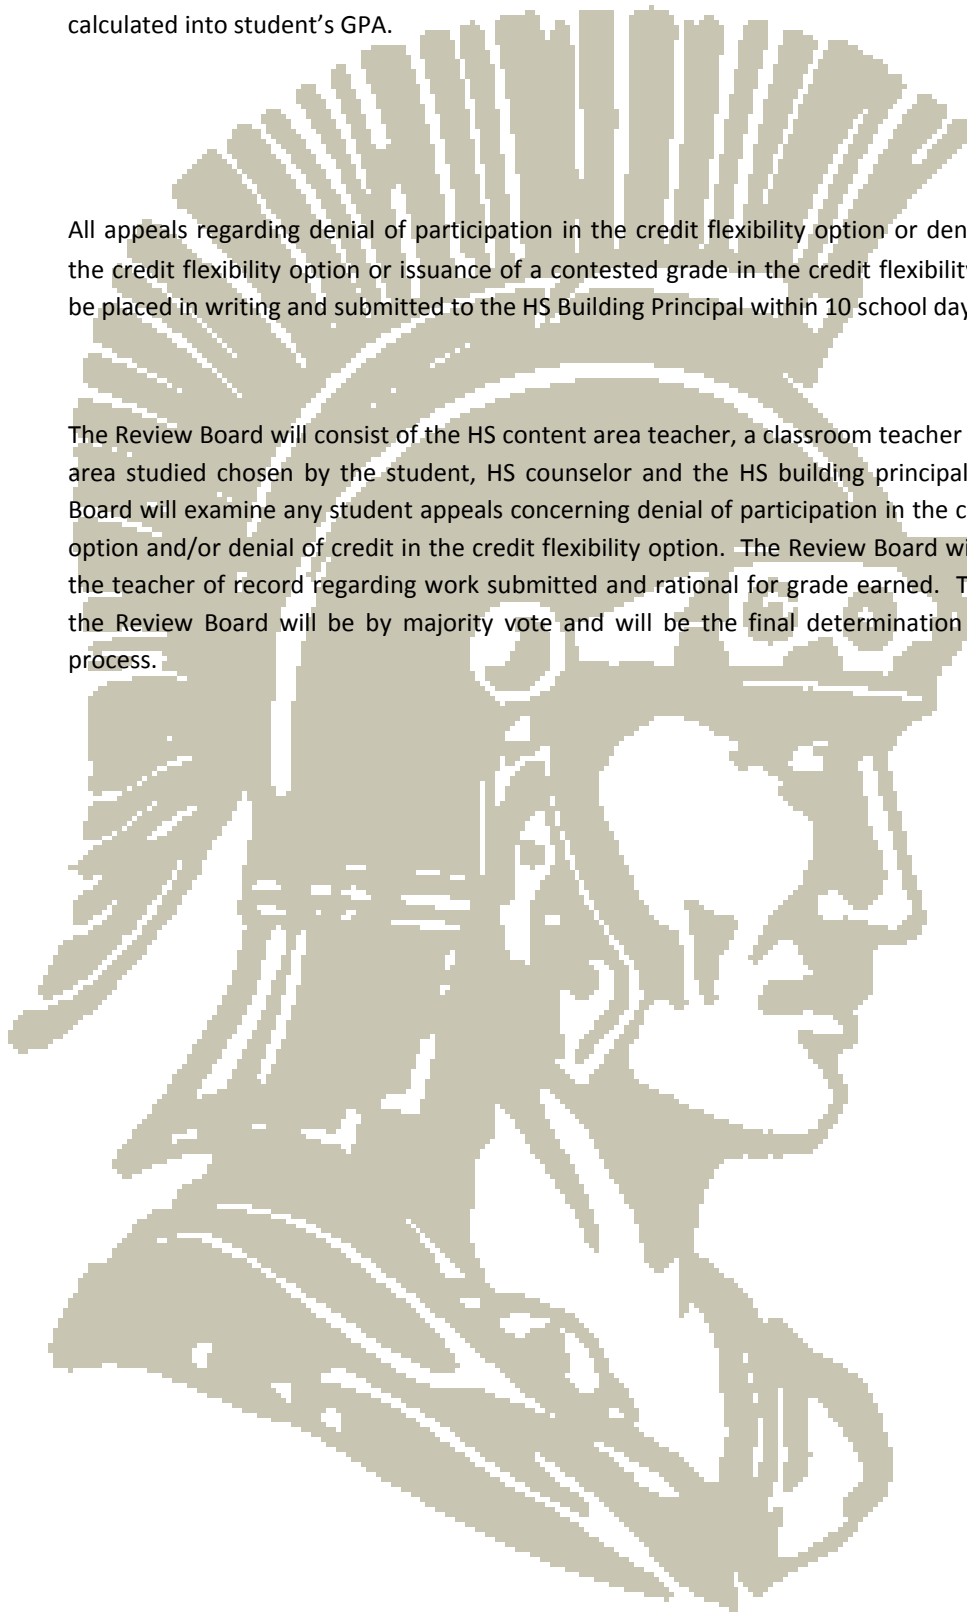 calculated into student’s GPA.
All appeals regarding denial of participation in the credit flexibility option or
the credit flexibility option or issuance of a contested grade in the credit
be placed in writing and submitted to the HS Building Principal within 10 school
The Review Board will consist of the HS content area teacher, a classroom teacher
area studied chosen by the student, HS counselor and the HS building principal
Board will examine any student appeals concerning denial of participation in the
option and/or denial of credit in the credit flexibility option. The Review Board
the teacher of record regarding work submitted and rational for grade earned.
the Review Board will be by majority vote and will be the final determination
process.